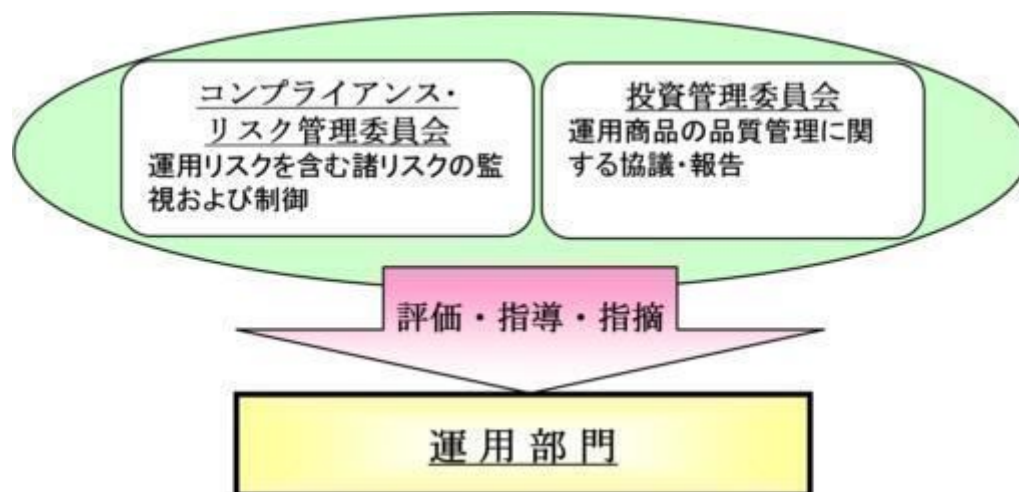 コンプライアンス・
リスク管理委員会
運用リスクを含む諸リスクの監
視および制御
投資管理委員会
運用商品の品質管理に関
する協議・報告
評価・指導・指摘
運用部門